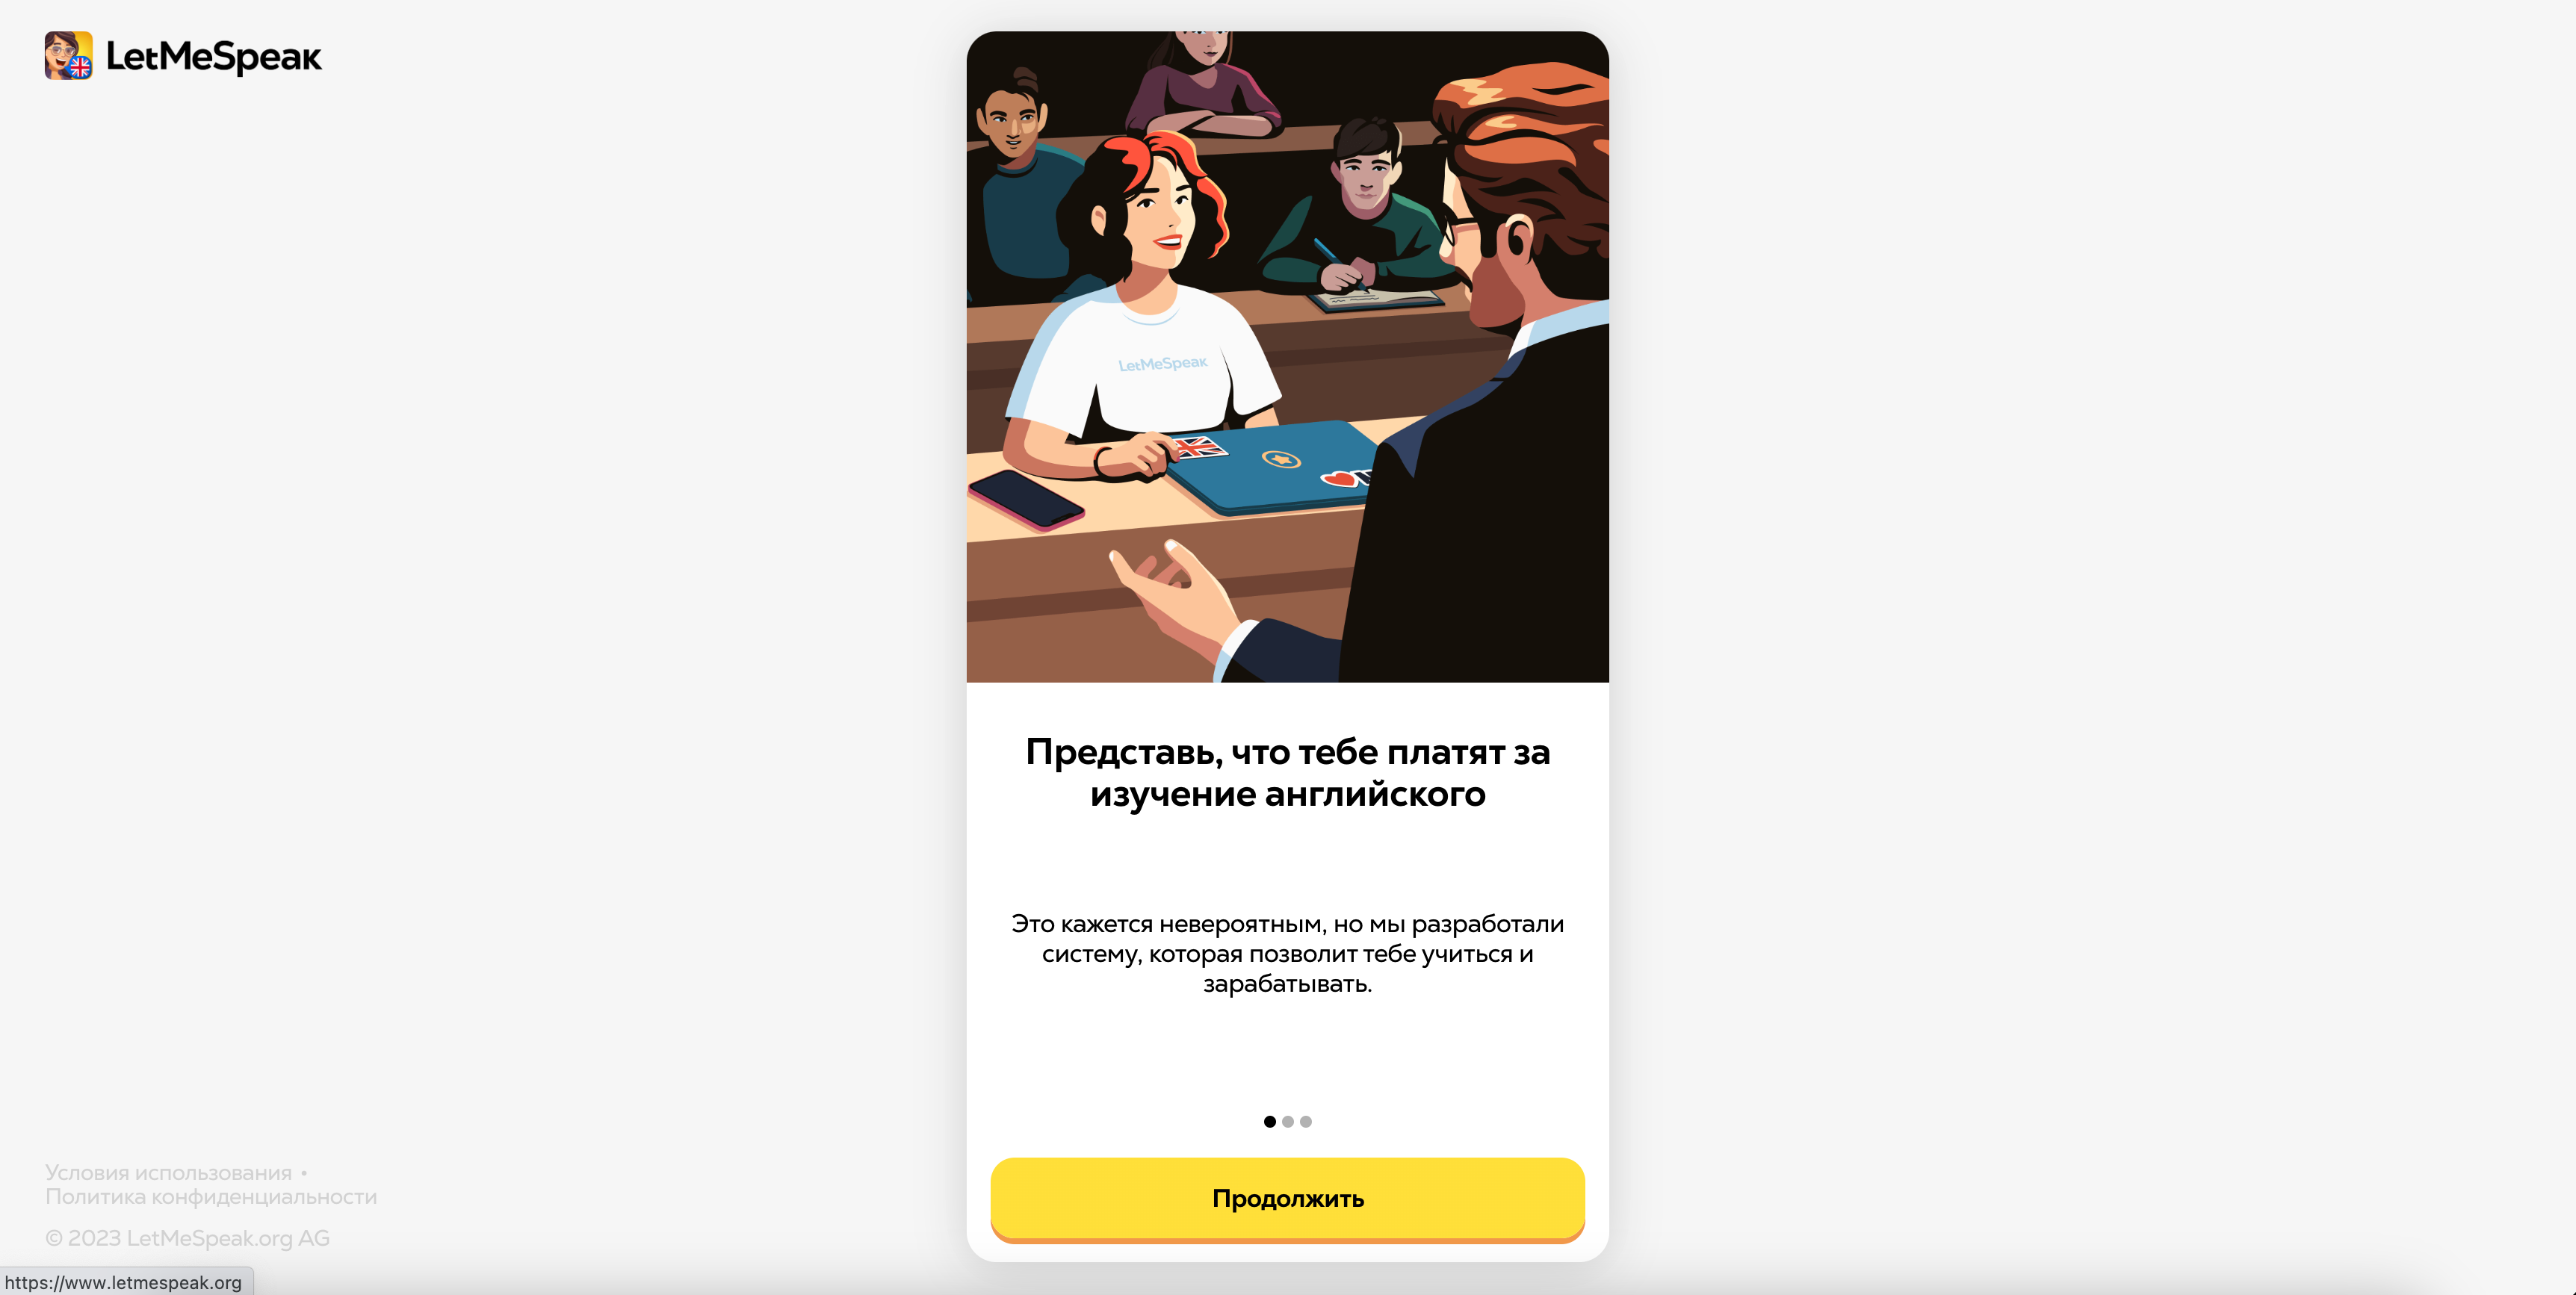 LetMeSpeak
LetMeSpeak
Представь, что тебе платят за
изучение английского
Это кажется невероятным, но мы разработали
систему, которая позволит тебе учиться и
зарабатывать.
Продолжить
Условия использования •
Политика конфиденциальности
© 2023 LetMeSpeak.org AG
https://www.letmespeak.org